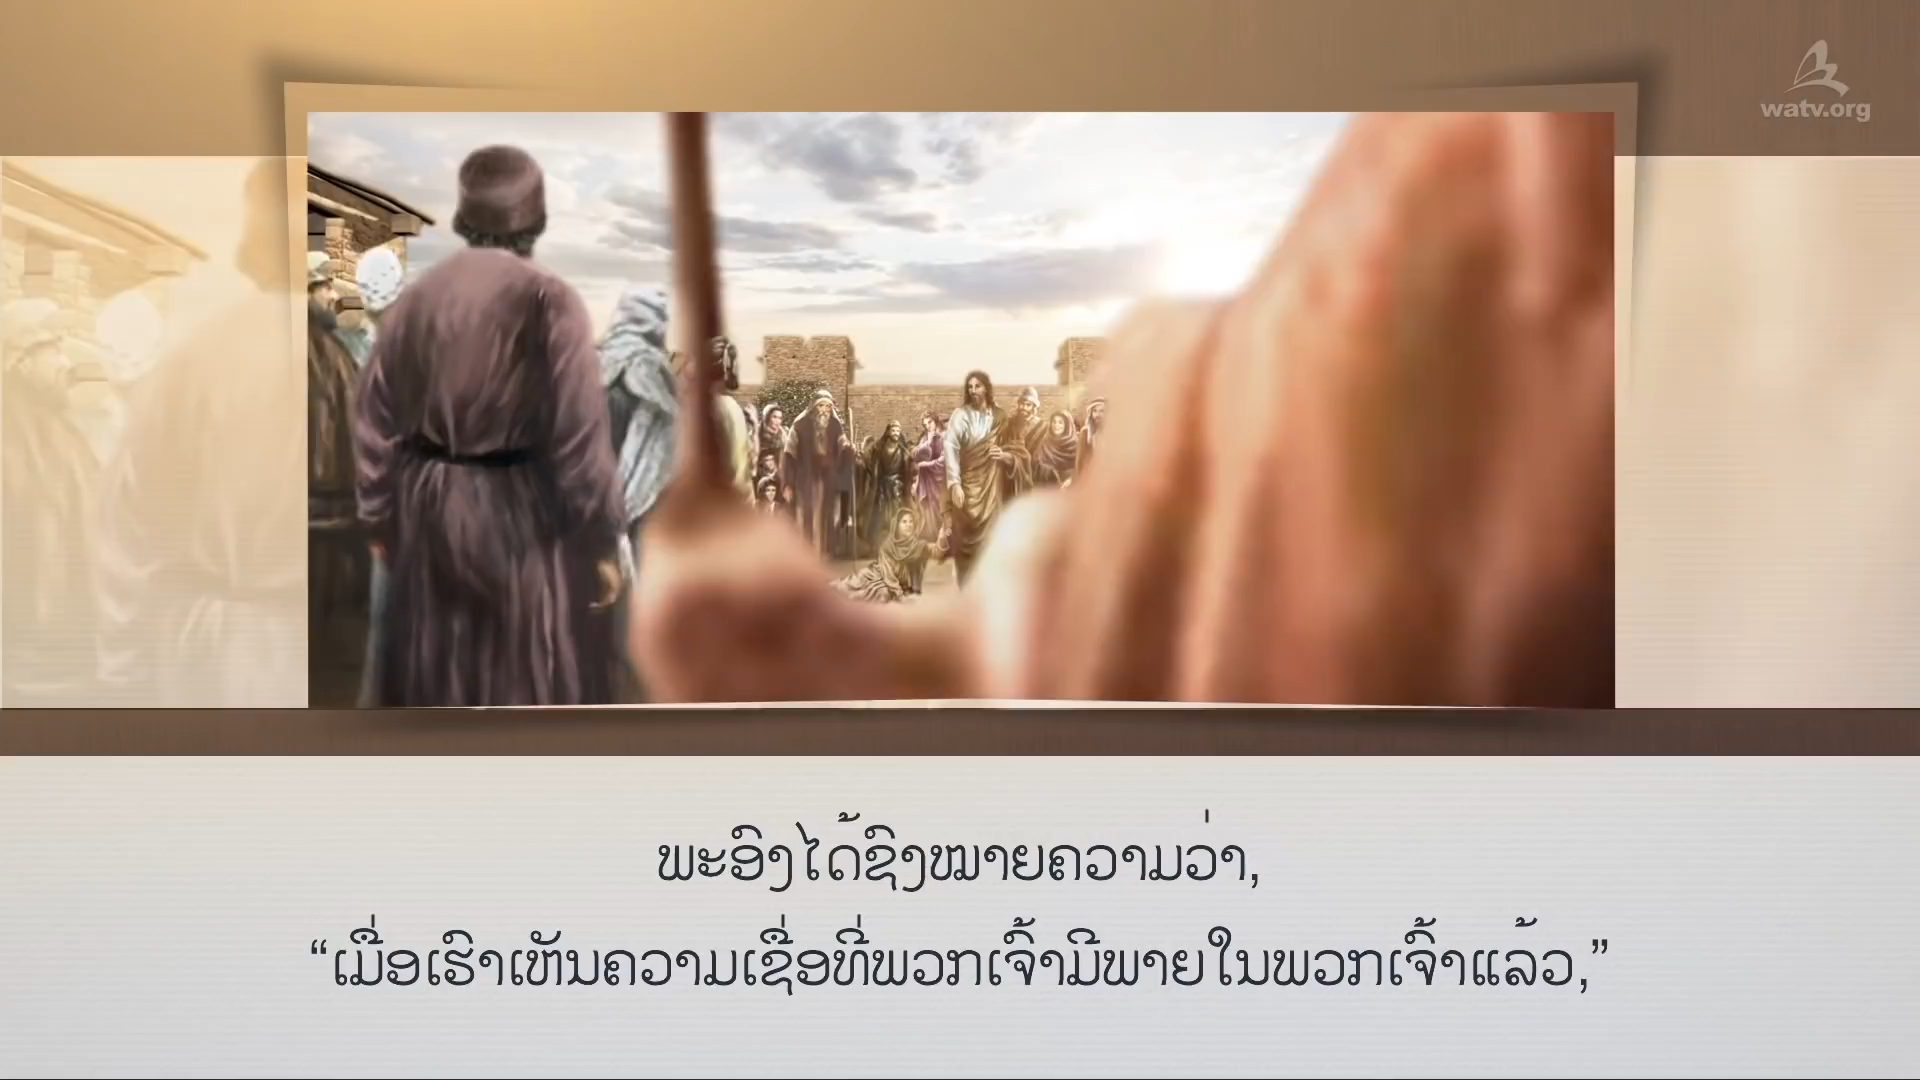 watv.org
ພະອົງໄດ້ຊົງໝາຍຄວາມວ່າ,
“ເມື່ອເຮົາເຫັນຄວາມເຊື່ອທີ່ພວກເຈົ້າມີພາຍໃນພວກເຈົ້າແລ້ວ,”